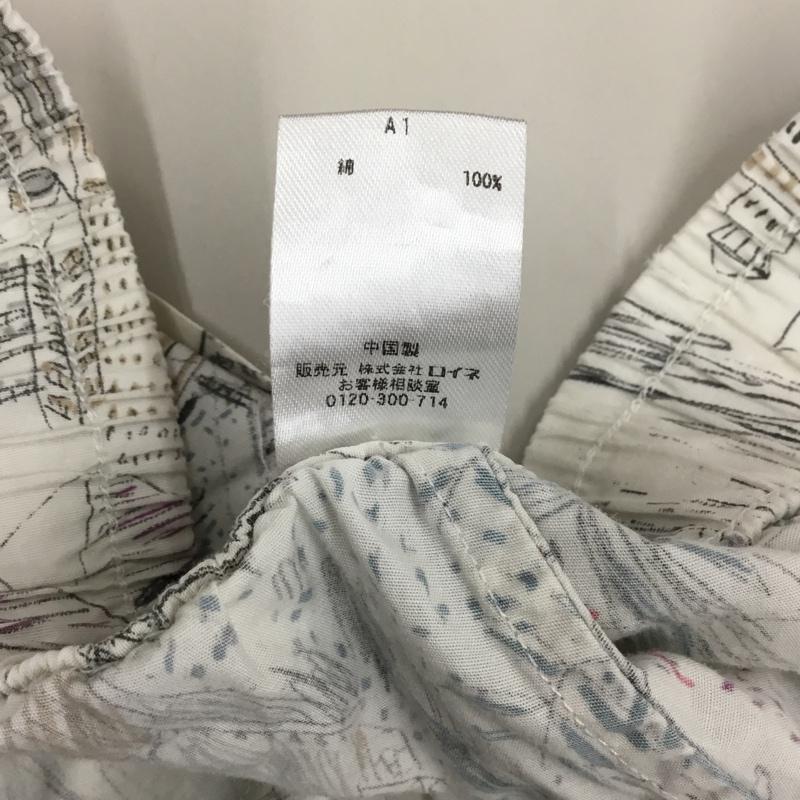 A1
綿 100%
中国製
販売元 株式会社 ロイネ
お客様相談室
0120-300-714